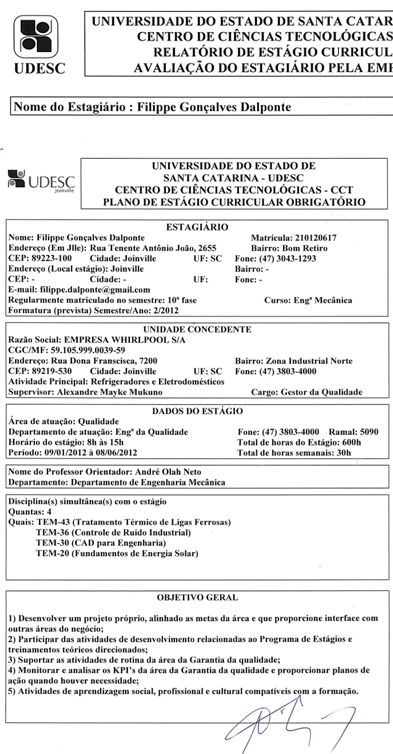 UDESC
UNIVERSIDADE DO ESTADO DE SANTA CATAR
CENTRO DE CIÊNCIAS TECNOLÓGICAS
RELATÓRIO DE ESTÁGIO CURRICUL
AVALIAÇÃO DO ESTAGIÁRIO PELA EMP
Nome do Estagiário : Filippe Gonçalves Dalponte
UDESC
Joinville
UNIVERSIDADE DO ESTADO DE
SANTA CATARINA - UDESC
CENTRO DE CIÊNCIAS TECNOLÓGICAS - CCT
PLANO DE ESTÁGIO CURRICULAR OBRIGATÓRIO
ESTAGIÁRIO
Nome: Filippe Gonçalves Dalponte Matrícula: 210120617
Endereço (Em Jlle): Rua Tenente Antônio João, 2655 Bairro: Bom Retiro
CEP: 89223-100 Cidade: Joinville UF: SC Fone: (47) 3043-1293
Endereço (Local estágio): Joinville Bairro: -
CEP: - Cidade: - UF: Fone: -
E-mail: filippe.dalponte@gmail.com
Regularmente matriculado no semestre: 10ª fase Curso: Engª Mecânica
Formatura (prevista) Semestre/Ano: 2/2012
UNIDADE CONCEDENTE
Razão Social: EMPRESA WHIRLPOOL S/A
CGC/MF: 59.105.999.0039-59
Endereço: Rua Dona Franscisca, 7200 Bairro: Zona Industrial Norte
CEP: 89219-530 Cidade: Joinville UF: SC Fone: (47) 3803-4000
Atividade Principal: Refrigeradores e Eletrodomésticos
Supervisor: Alexandre Mayke Mukuno Cargo: Gestor da Qualidade
DADOS DO ESTÁGIO
Área de atuação: Qualidade
Departamento de atuação: Engª da Qualidade Fone: (47) 3803-4000 Ramal: 5090
Horário do estágio: 8h às 15h Total de horas do Estágio: 600h
Período: 09/01/2012 à 08/06/2012 Total de horas semanais: 30h
Nome do Professor Orientador: André Olah Neto
Departamento: Departamento de Engenharia Mecânica
Disciplina(s) simultânea(s) com o estágio
Quantas: 4
Quais: TEM-43 (Tratamento Térmico de Ligas Ferrosas)
TEM-36 (Controle de Ruído Industrial)
TEM-30 (CAD para Engenharia)
TEM-20 (Fundamentos de Energia Solar)
OBJETIVO GERAL
1) Desenvolver um projeto próprio, alinhado as metas da área e que proporcione interface com
outras áreas do negócio;
2) Participar das atividades de desenvolvimento relacionadas ao Programa de Estágios e
treinamentos teóricos direcionados;
3) Suportar as atividades de rotina da área da Garantia da qualidade;
4) Monitorar e analisar os KPI's da área da Garantia da qualidade e proporcionar planos de
ação quando houver necessidade;
5) Atividades de aprendizagem social, profissional e cultural compatíveis com a formação.